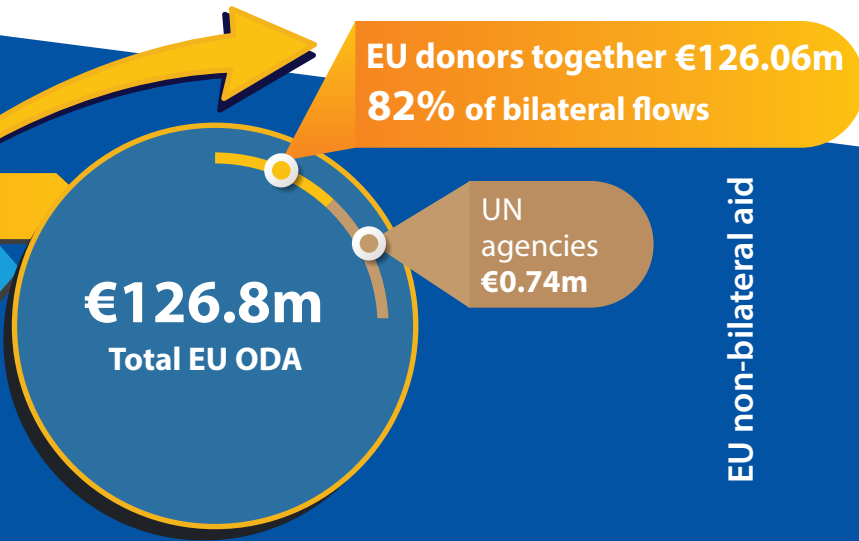 EU donors together €126.06m
82% of bilateral flows
UN
agencies
€0.74m
€126.8m
Total EU ODA
EU non-bilateral aid